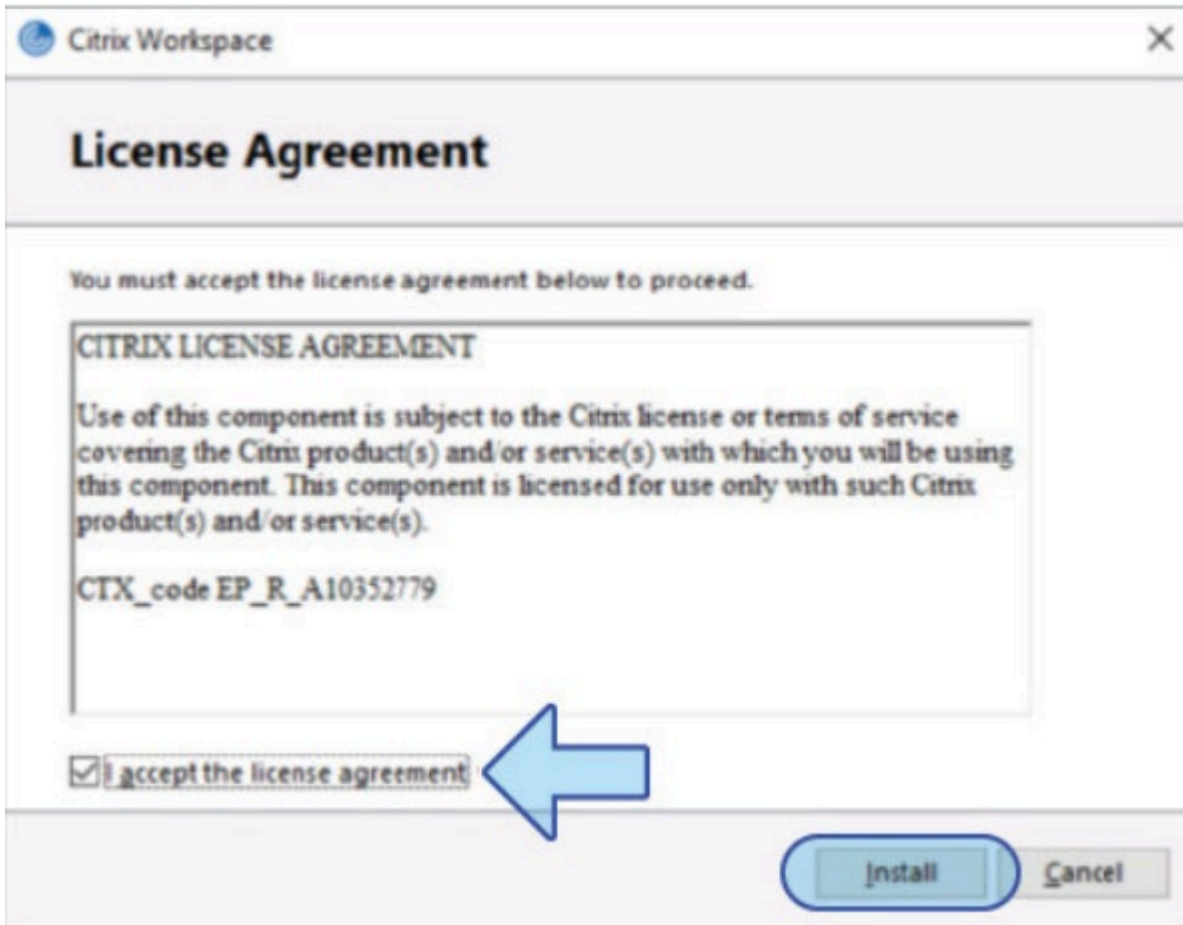 Citrix Workspace
License Agreement
You must accept the license agreement below to proceed.
CITRIX LICENSE AGREEMENT
Use of this component is subject to the Citrix license or terms of service
covering the Citrix product(s) and/or service(s) with which you will be using
this component. This component is licensed for use only with such Citrix
product(s) and/or service(s).
CTX_code EP_R_A10352779
I accept the license agreement
Install
Cancel